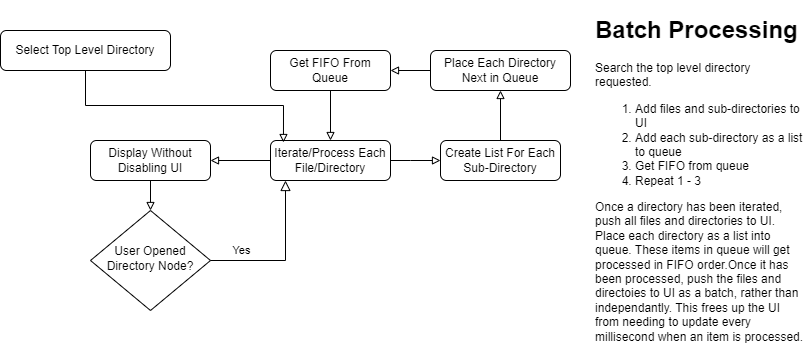 Batch Processing
Select Top Level Directory
Get FIFO From
Queue
Place Each Directory
Next in Queue
Display Without
Disabling UI
Iterate/Process Each
File/Directory
Create List For Each
Sub-Directory
User Opened
Directory Node?
Yes
Search the top level directory
requested.
1. Add files and sub-directories to
UI
2. Add each sub-directory as a list
to queue
3. Get FIFO from queue
4. Repeat 1 - 3
Once a directory has been iterated,
push all files and directories to UI.
Place each directory as a list into
queue. These items in queue will get
processed in FIFO order.Once it has
been processed, push the files and
directoies to UI as a batch, rather than
independantly. This frees up the UI
from needing to update every
millisecond when an item is processed.